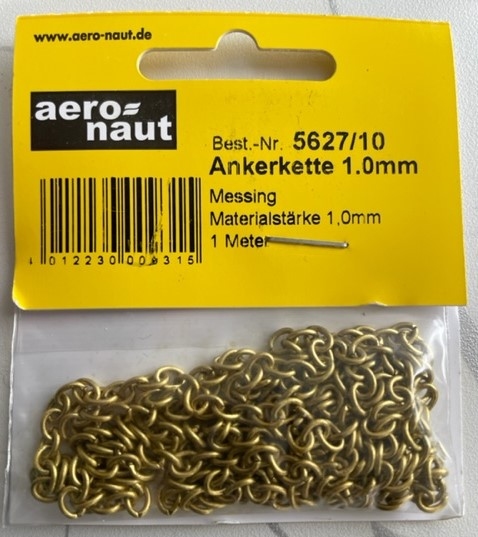 www.aero-naut.de
aero=
naut
Best.-Nr. 5627/10
Ankerkette 1.0mm
Messing
Materialstärke 1,0mm
1 Meter
4 012230 009315